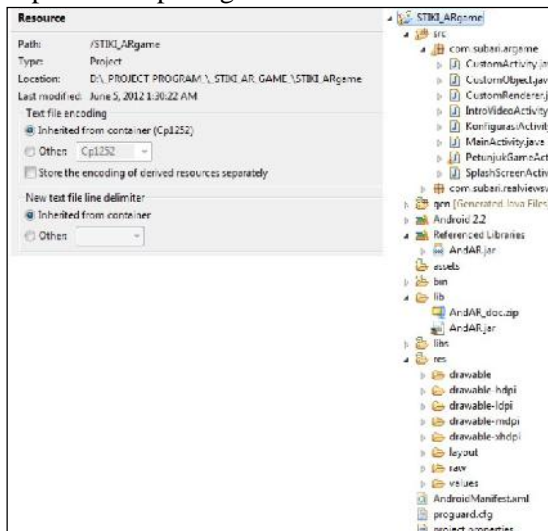 Resource
Path: /STIKI_ARgame
Type: Project
Location: D:\_PROJECT PROGRAM_\_STIKI AR GAME_\STIKI_ARgame
Last modified: June 5, 2012 1:30:22 AM
Text file encoding
Inherited from container (Cp1252)
Other: Cp1252
Store the encoding of derived resources separately
New text file line delimiter
Inherited from container
Other:
STIKI_ARgame
src
com.subari.argame
CustomActivity.ja
CustomObject.jav
CustomRenderer.j
IntroVideoActivity
KonfigurasiActivit
MainActivity.java
PetunjukGameAct
SplashScreenActiv
com.subari.realviewsw
gen [Generated Java Files]
Android 2.2
Referenced Libraries
AndAR.jar
assets
bin
lib
AndAR_doc.zip
AndAR.jar
libs
res
drawable
drawable-hdpi
drawable-ldpi
drawable-mdpi
drawable-xhdpi
layout
raw
values
AndroidManifest.xml
proguard.cfg
project.properties